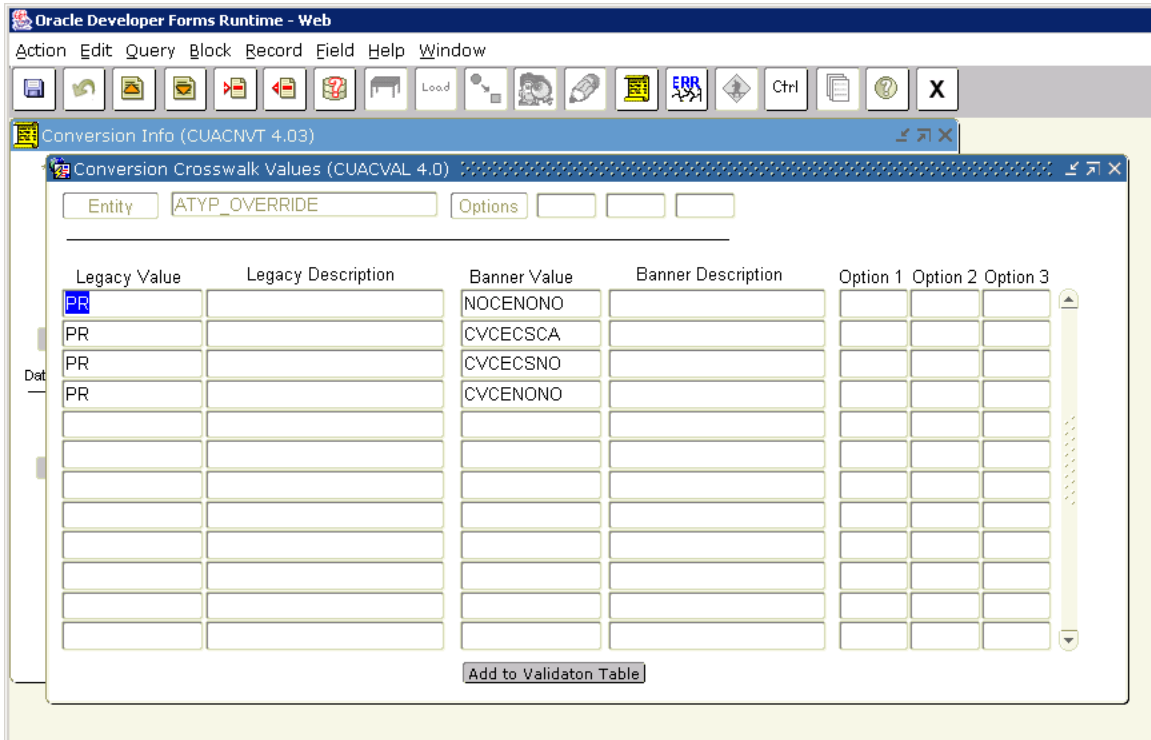 Oracle Developer Forms Runtime - Web
Action Edit Query Block Record Field Help Window
Load ERR Ctrl X
Conversion Info (CUACNVT 4.03)
Conversion Crosswalk Values (CUACVAL 4.0)
Entity ATYP_OVERRIDE Options
Legacy Value Legacy Description Banner Value Banner Description Option 1 Option 2 Option 3
PR NOCENONO
PR CVCECSCA
PR CVCECSNO
Dat
PR CVCENONO
Add to Validaton Table